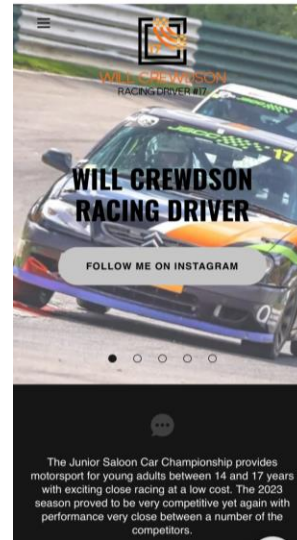 WILL CREWDSON
RACING DRIVER #17
JSCC
17
WILL CREWDSON
RACING DRIVER
FOLLOW ME ON INSTAGRAM
The Junior Saloon Car Championship provides
motorsport for young adults between 14 and 17 years
with exciting close racing at a low cost. The 2023
season proved to be very competitive yet again with
performance very close between a number of the
competitors.